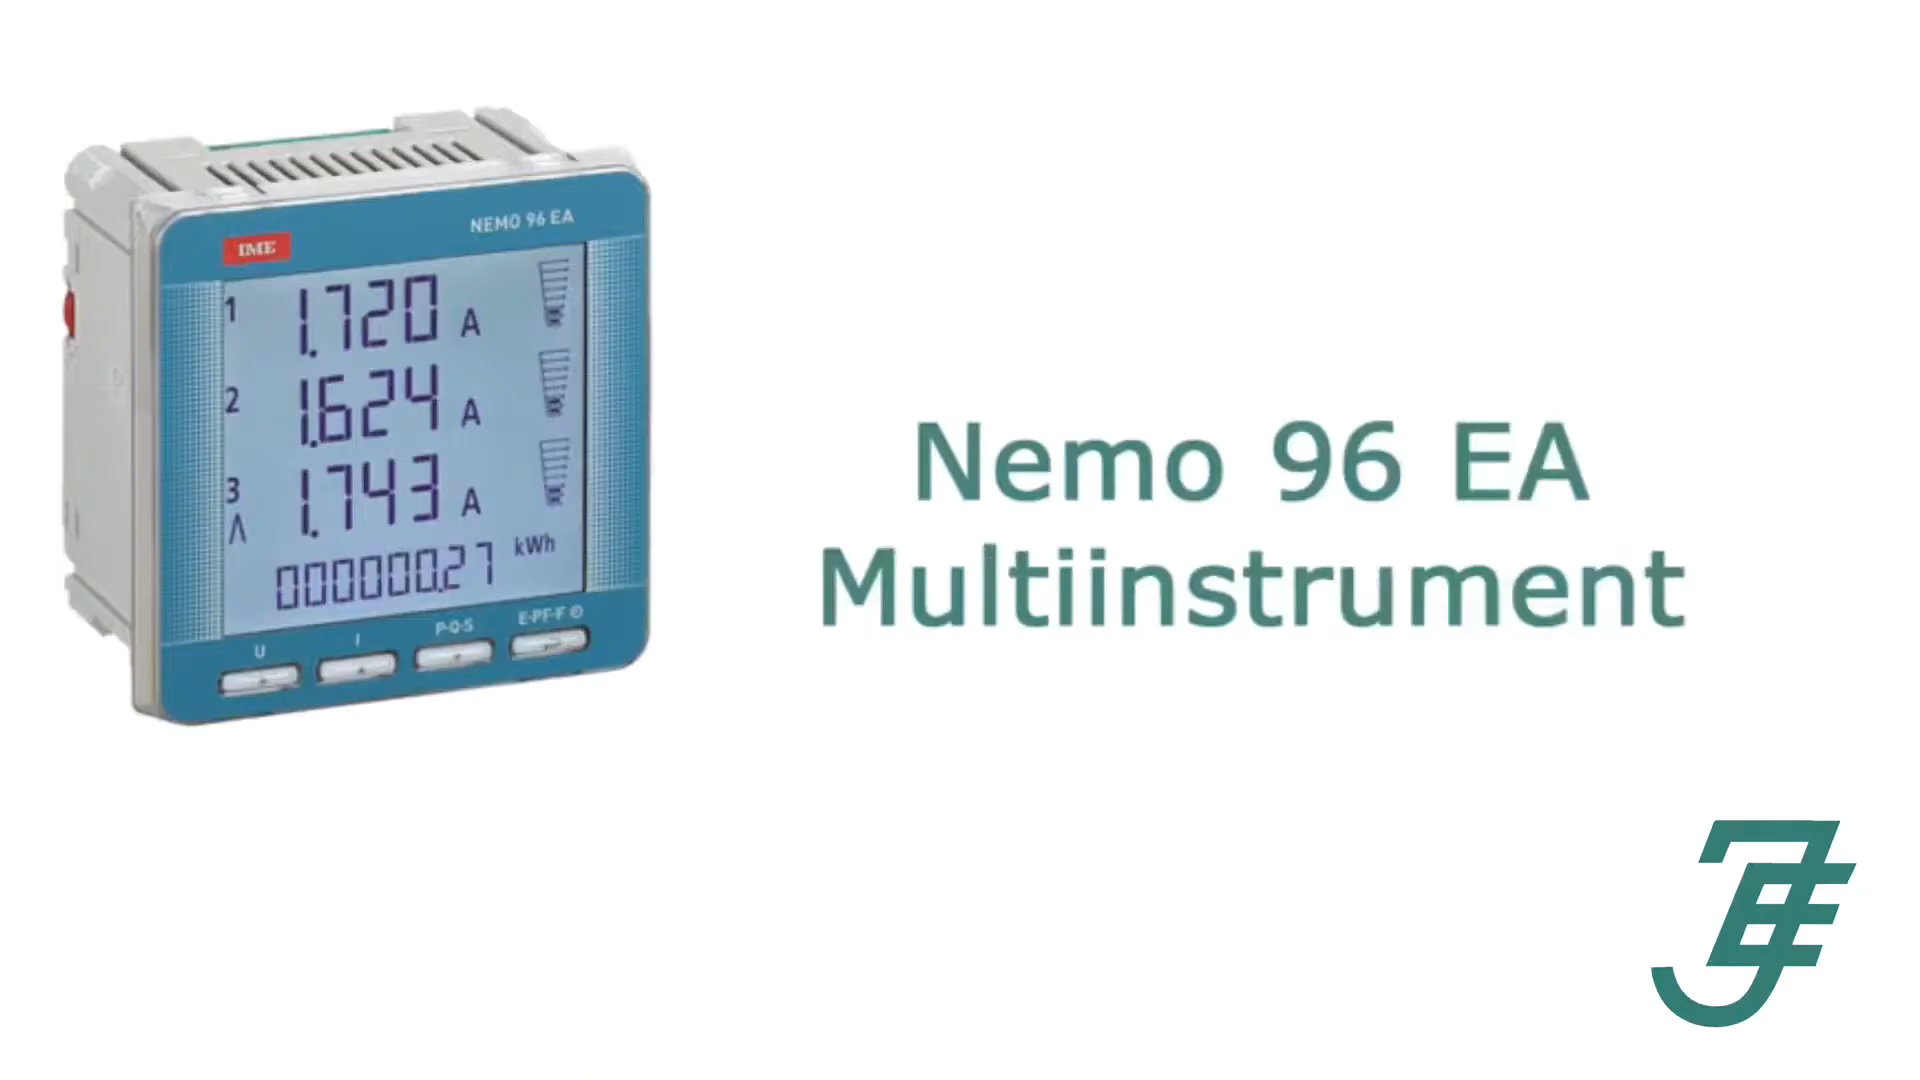 NEMO 96 EA
IME
1 1.720 A
2 1.624 A
3 1.743 A
000000.27 kWh
U I P·Q·S E·PF·F
Nemo 96 EA
Multiinstrument